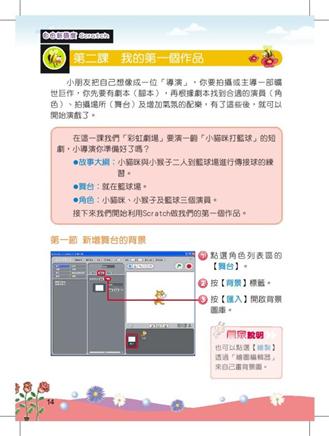 Scratch
第二課 我的第一個作品
小朋友把自己想像成一位「導演」,你要拍攝或主導一部曠
世巨作,你先要有劇本(腳本),再根據劇本找到合適的演員(角
色)、拍攝場所(舞台)及增加氣氛的配樂,有了這些後,就可以
開始演戲了。
在這一課我們「彩虹劇場」要演一齣「小貓咪打籃球」的短
劇,小導演你準備好了嗎?
●故事大綱:小貓咪與小猴子二人到籃球場進行傳接球的練
習。
●舞台:就在籃球場。
●角色:小貓咪、小猴子及籃球三個演員。
接下來我們開始利用Scratch做我們的第一個作品。
第一節 新增舞台的背景
1 點選角色列表區的
【舞台】。
2 按【背景】標籤。
3 按【匯入】開啟背景
圖庫。
說明
也可以點選【繪製】
透過「繪圖編輯器」
來自己畫背景圖。
14